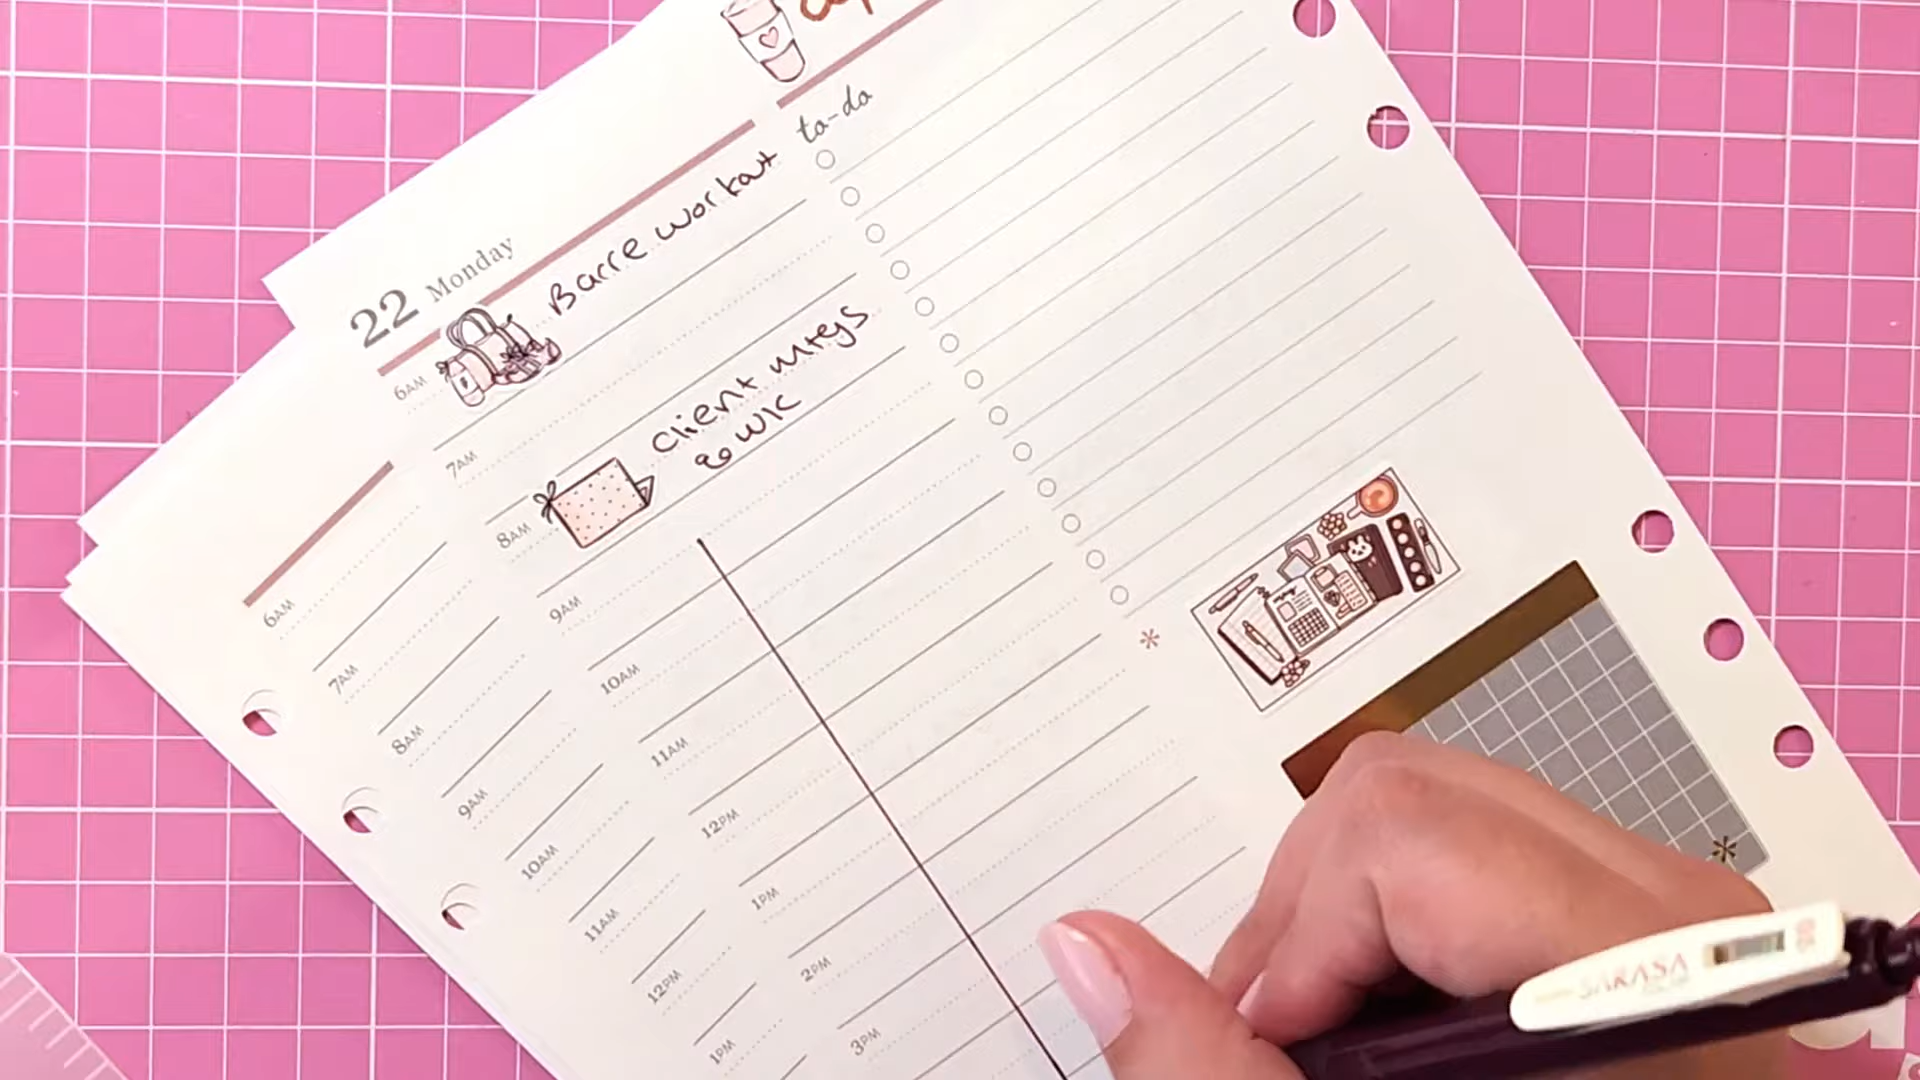 to-do
22 Monday
6AM Barre workout
7AM
8AM client mtgs
& WIC
9AM
10AM
11AM
12PM
1PM
2PM
3PM
6AM
7AM
8AM
9AM
10AM
11AM
12PM
1PM
SARASA